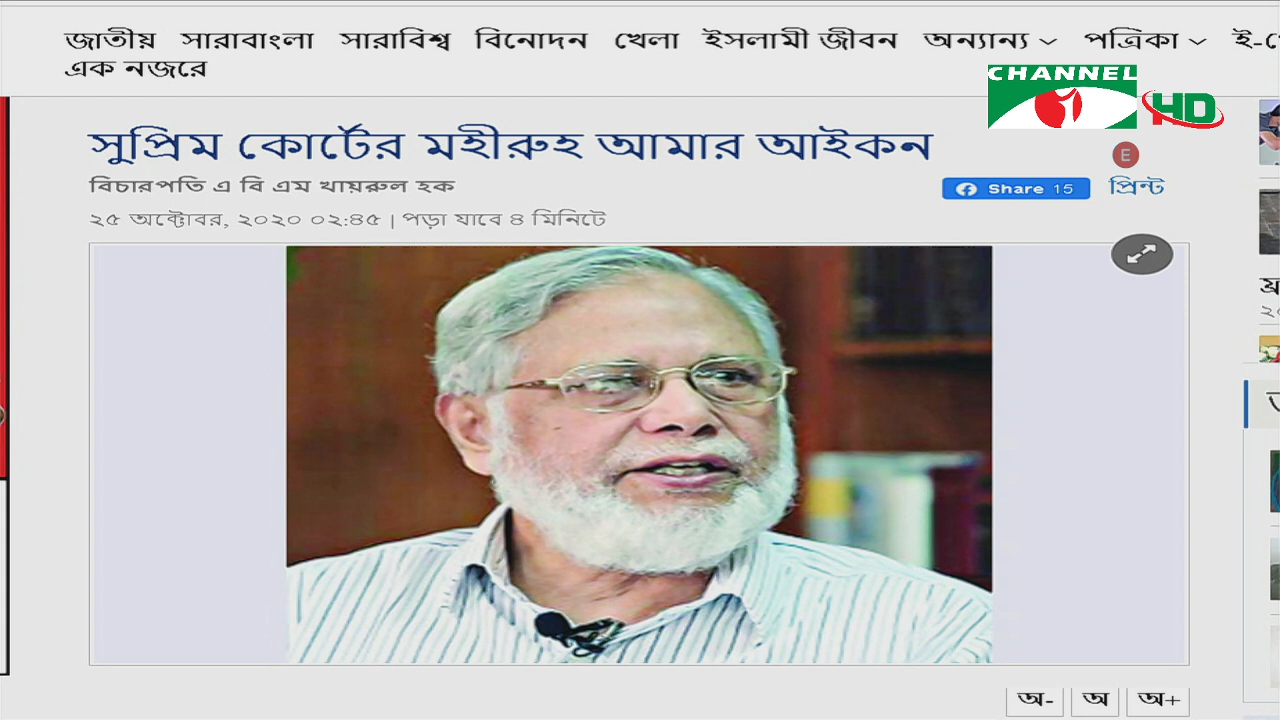 জাতীয় সারাবাংলা সারাবিশ্ব বিনোদন খেলা ইসলামী জীবন অন্যান্য পত্রিকা
এক নজরে
CHANNEL
HD
সুপ্রিম কোর্টের মহীরুহ আমার আইকন
E
বিচারপতি এ বি এম খায়রুল হক
Share 15 প্রিন্ট
২৫ অক্টোবর, ২০২০ ০২:৪৫ | পড়া যাবে ৪ মিনিটে
অ- অ অ+